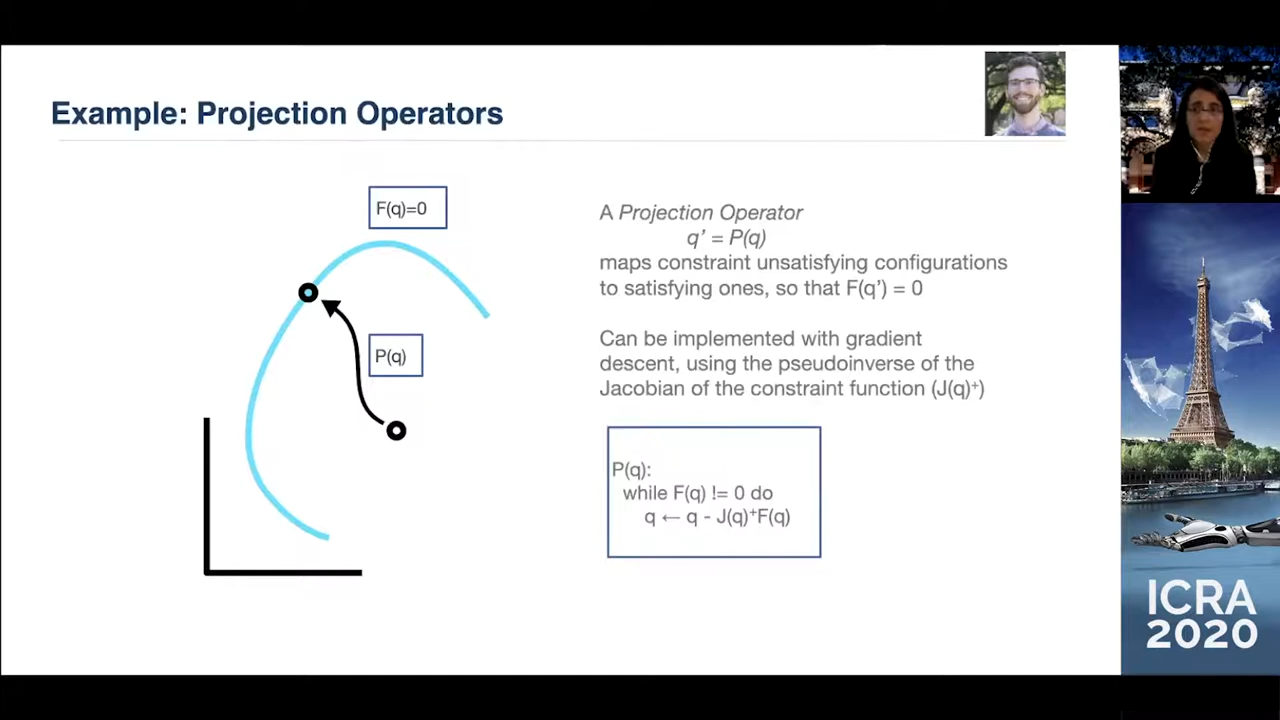 Example: Projection Operators
F(q)=0
P(q)
A Projection Operator
q’ = P(q)
maps constraint unsatisfying configurations
to satisfying ones, so that F(q’) = 0
Can be implemented with gradient
descent, using the pseudoinverse of the
Jacobian of the constraint function (J(q)⁺)
P(q):
while F(q) != 0 do
q ← q - J(q)⁺F(q)
ICRA
2020